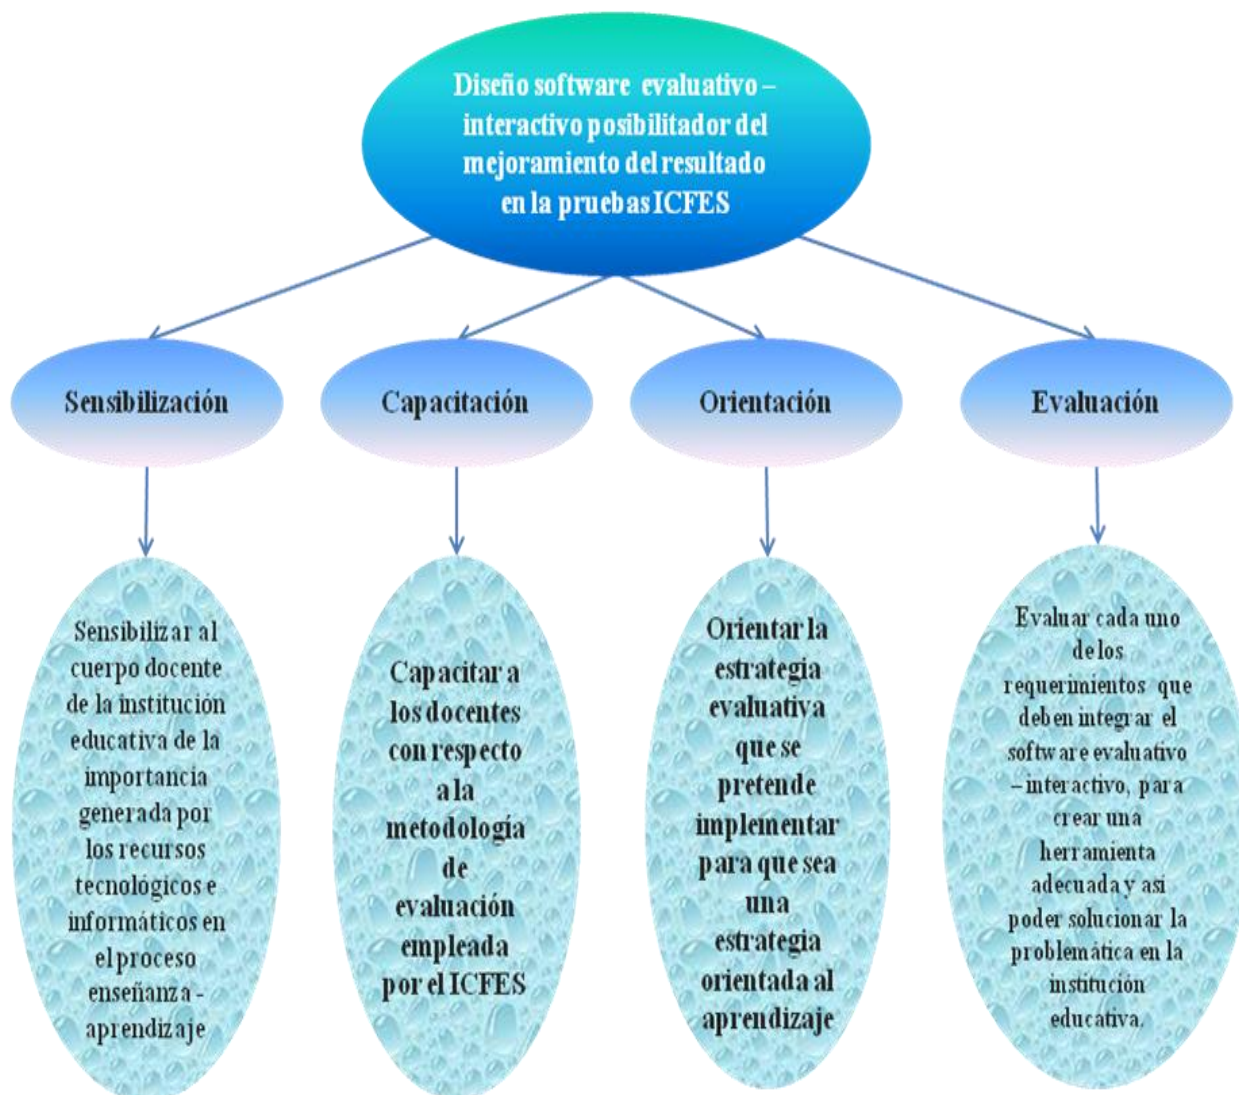 Diseño software evaluativo –
interactivo posibilitador del
mejoramiento del resultado
en la pruebas ICFES
Sensibilización
Capacitación
Orientación
Evaluación
Sensibilizar al
cuerpo docente
de la institución
educativa de la
importancia
generada por
los recursos
tecnológicos e
informáticos en
el proceso
enseñanza -
aprendizaje
Capacitar a
los docentes
con respecto
a la
metodología
de
evaluación
empleada
por el ICFES
Orientar la
estrategia
evaluativa
que se
pretende
implementar
para que sea
una
estrategia
orientada al
aprendizaje
Evaluar cada uno
de los
requerimientos que
deben integrar el
software evaluativo
– interactivo, para
crear una
herramienta
adecuada y así
poder solucionar la
problemática en la
institución
educativa.